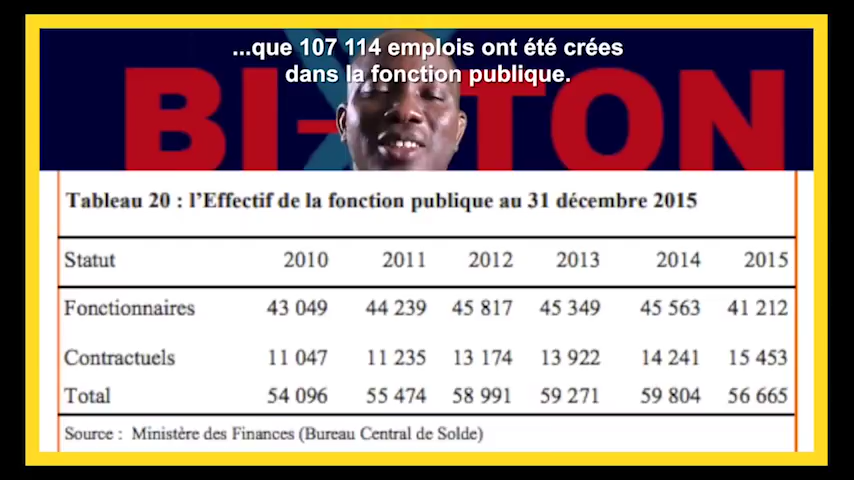 ...que 107 114 emplois ont été crées
dans la fonction publique.
BI-TON
Tableau 20 : l’Effectif de la fonction publique au 31 décembre 2015
Statut 2010 2011 2012 2013 2014 2015
Fonctionnaires 43 049 44 239 45 817 45 349 45 563 41 212
Contractuels 11 047 11 235 13 174 13 922 14 241 15 453
Total 54 096 55 474 58 991 59 271 59 804 56 665
Source : Ministère des Finances (Bureau Central de Solde)